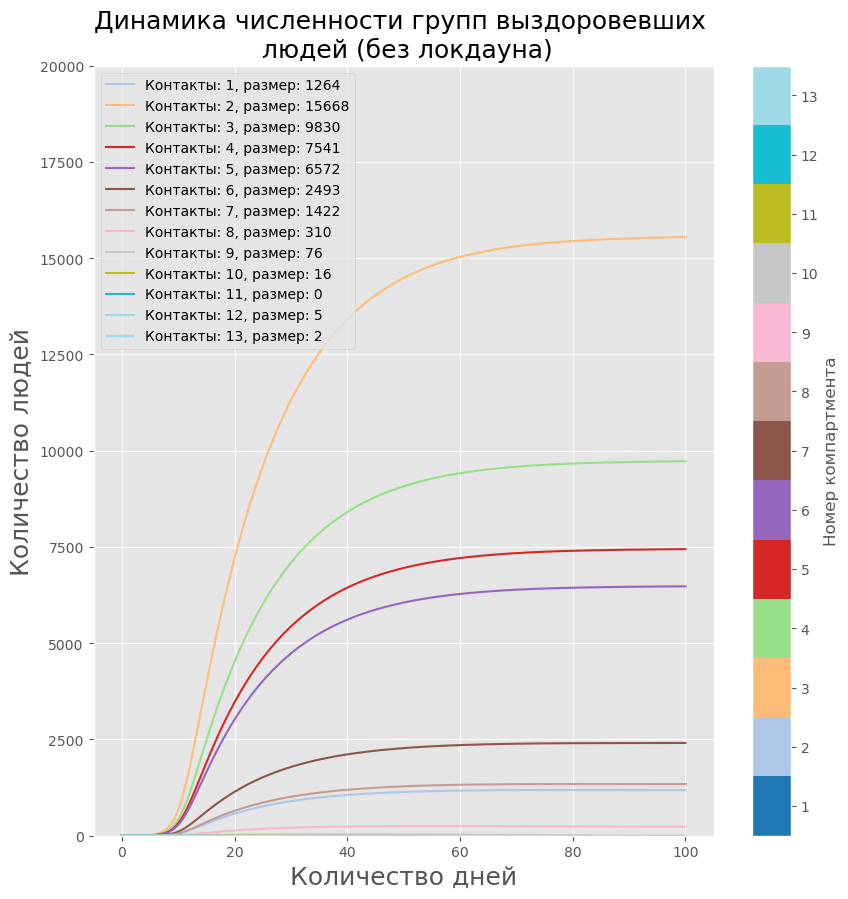 Динамика численности групп выздоровевших
людей (без локдауна)
Количество людей
20000
17500
15000
12500
10000
7500
5000
2500
0
Контакты: 1, размер: 1264
Контакты: 2, размер: 15668
Контакты: 3, размер: 9830
Контакты: 4, размер: 7541
Контакты: 5, размер: 6572
Контакты: 6, размер: 2493
Контакты: 7, размер: 1422
Контакты: 8, размер: 310
Контакты: 9, размер: 76
Контакты: 10, размер: 16
Контакты: 11, размер: 0
Контакты: 12, размер: 5
Контакты: 13, размер: 2
0 20 40 60 80 100
Количество дней
13
12
11
10
9
8
7
6
5
4
3
2
1
Номер компартмента